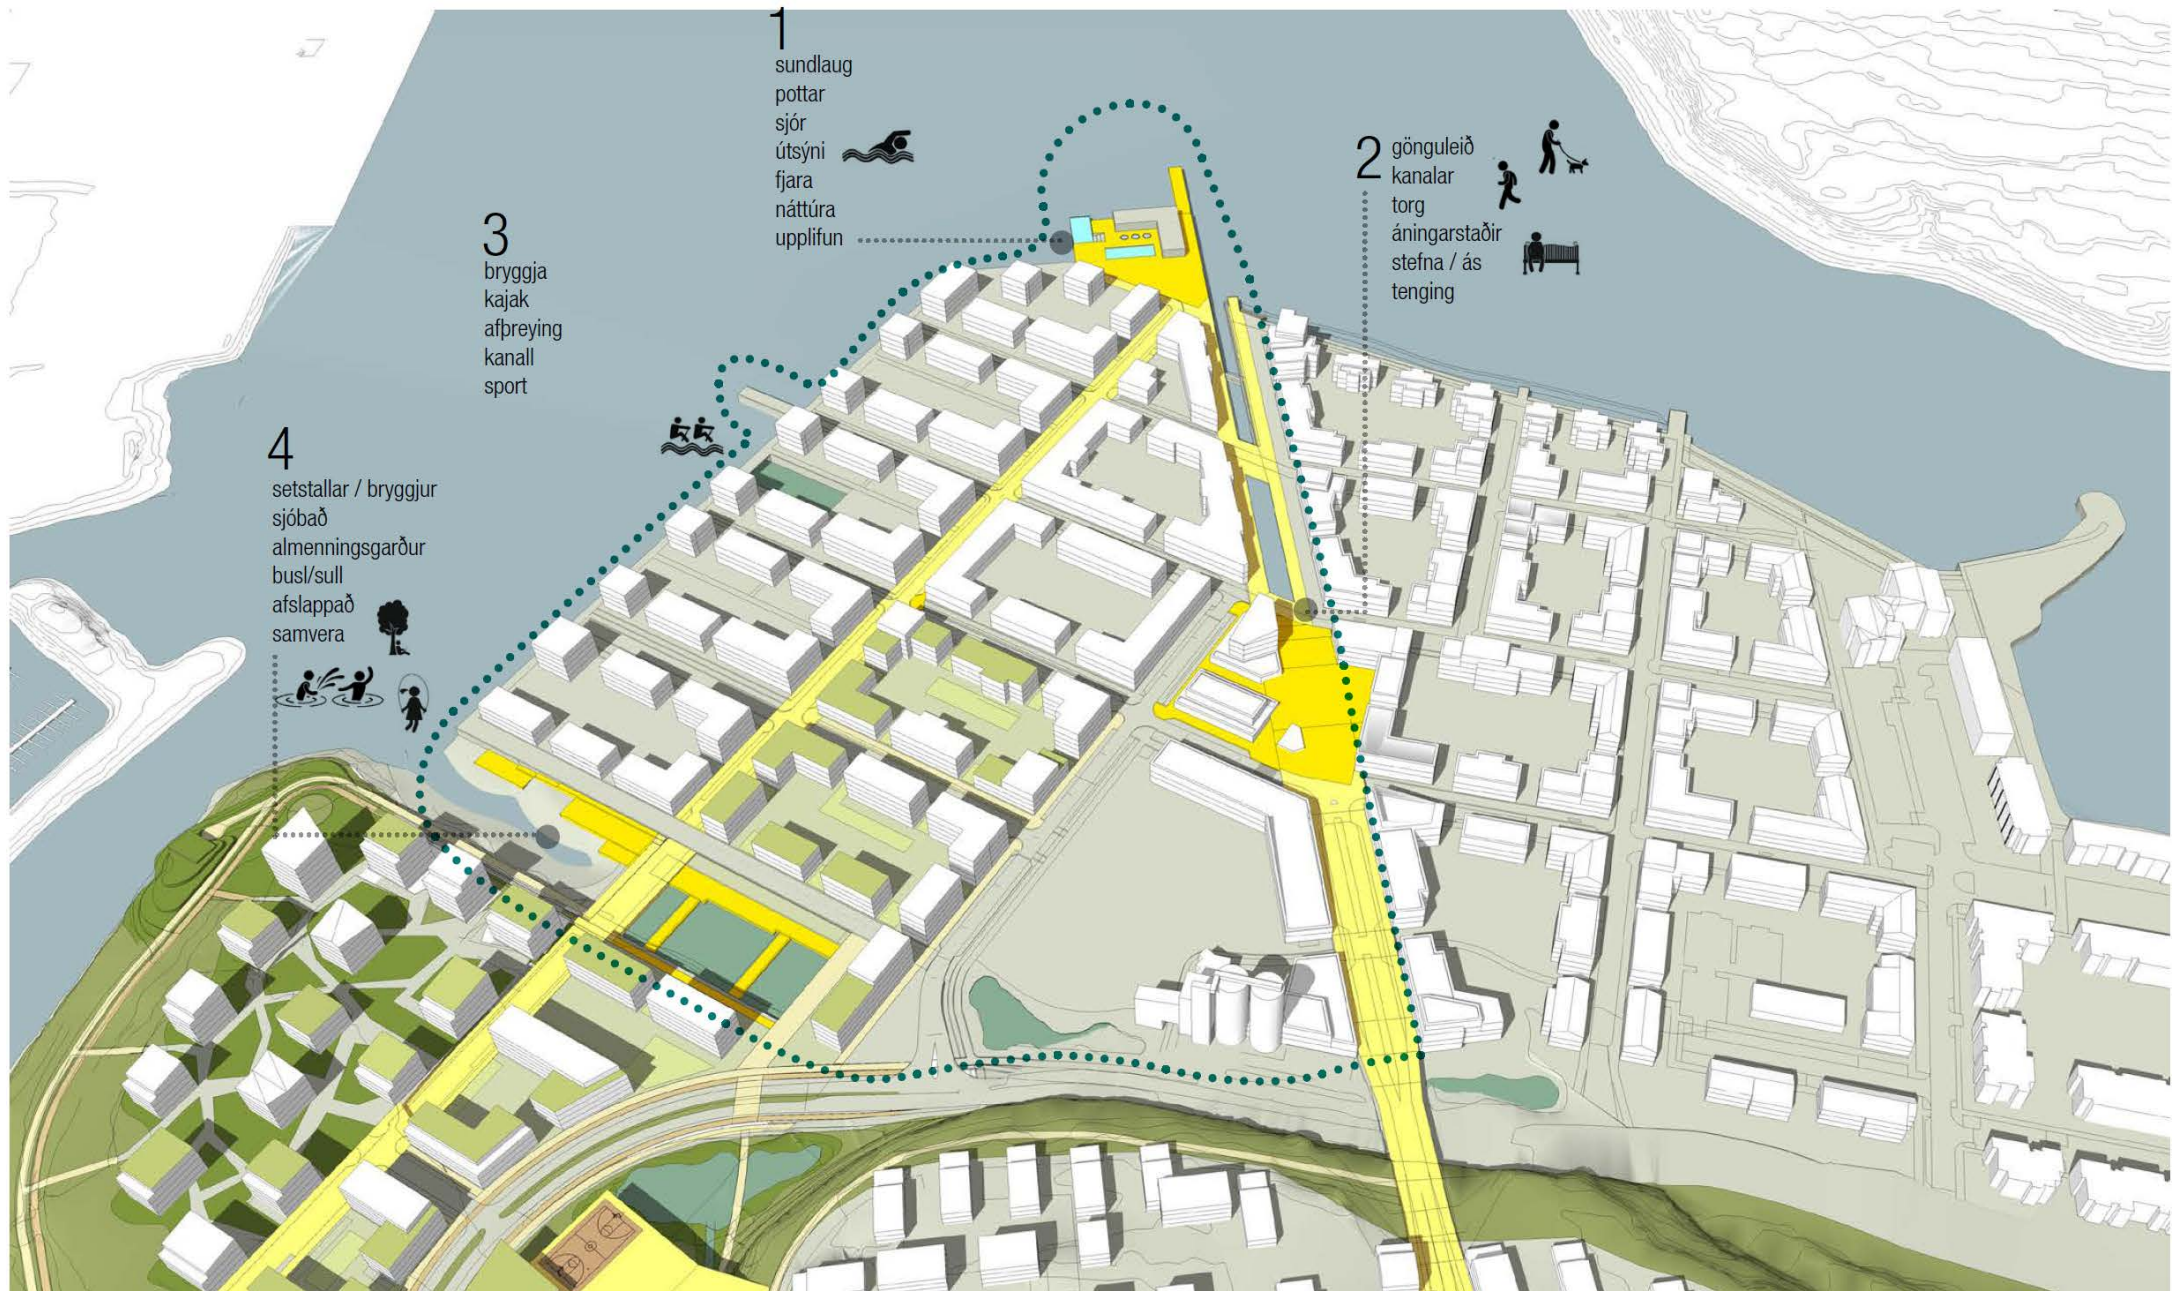 1
sundlaug
pottar
sjór
útsýni
fjara
náttúra
upplifun
2
gönguleið
kanalar
torg
áningarstaðir
stefna / ás
tenging
3
bryggja
kajak
afþreying
kanall
sport
4
setstallar / bryggjur
sjóbað
almenningsgarður
busl/sull
afslappað
samvera